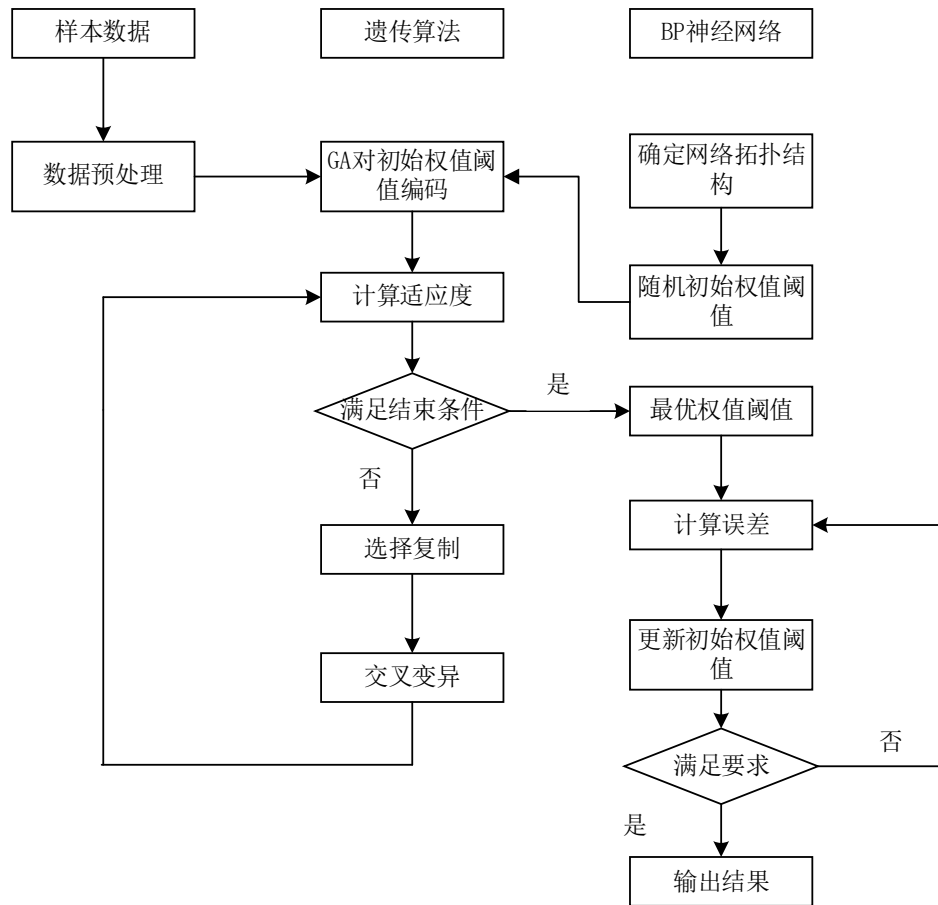 样本数据
遗传算法
BP神经网络
数据预处理
GA对初始权值阈
值编码
确定网络拓扑结
构
计算适应度
随机初始权值阈
值
满足结束条件
是
最优权值阈值
否
计算误差
选择复制
更新初始权值阈
值
交叉变异
满足要求
否
是
输出结果